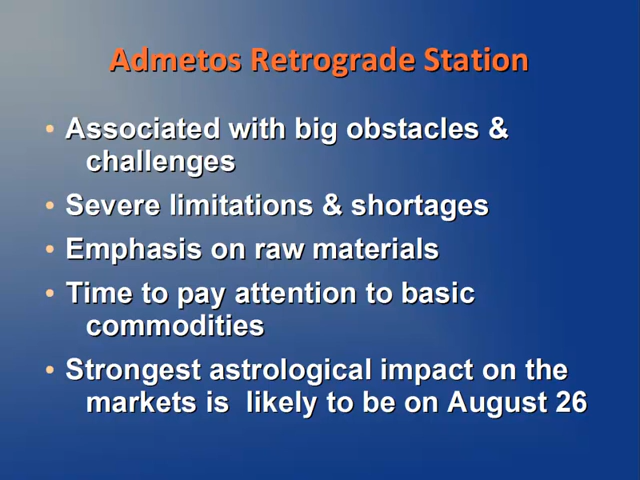 Admetos Retrograde Station
• Associated with big obstacles &
challenges
• Severe limitations & shortages
• Emphasis on raw materials
• Time to pay attention to basic
commodities
• Strongest astrological impact on the
markets is  likely to be on August 26